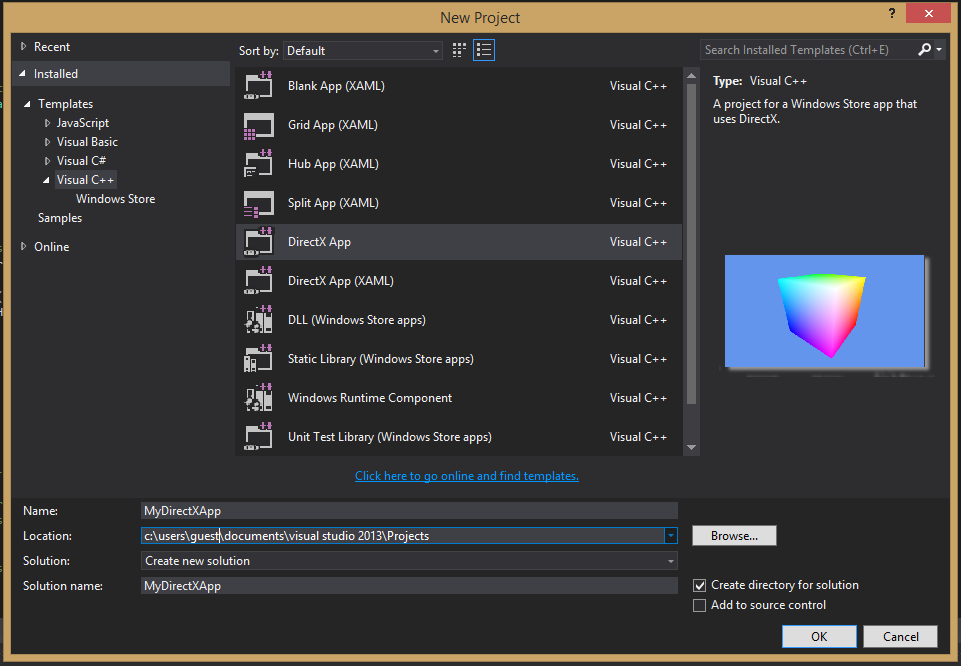 New Project
?
Recent
Installed
Templates
JavaScript
Visual Basic
Visual C#
Visual C++
Windows Store
Samples
Online
Sort by: Default
Search Installed Templates (Ctrl+E)
Blank App (XAML) Visual C++
Grid App (XAML) Visual C++
Hub App (XAML) Visual C++
Split App (XAML) Visual C++
DirectX App Visual C++
DirectX App (XAML) Visual C++
DLL (Windows Store apps) Visual C++
Static Library (Windows Store apps) Visual C++
Windows Runtime Component Visual C++
Unit Test Library (Windows Store apps) Visual C++
Click here to go online and find templates.
Type: Visual C++
A project for a Windows Store app that
uses DirectX.
Name: MyDirectXApp
Location: c:\users\guest\documents\visual studio 2013\Projects
Browse...
Solution: Create new solution
Solution name: MyDirectXApp
Create directory for solution
Add to source control
OK Cancel